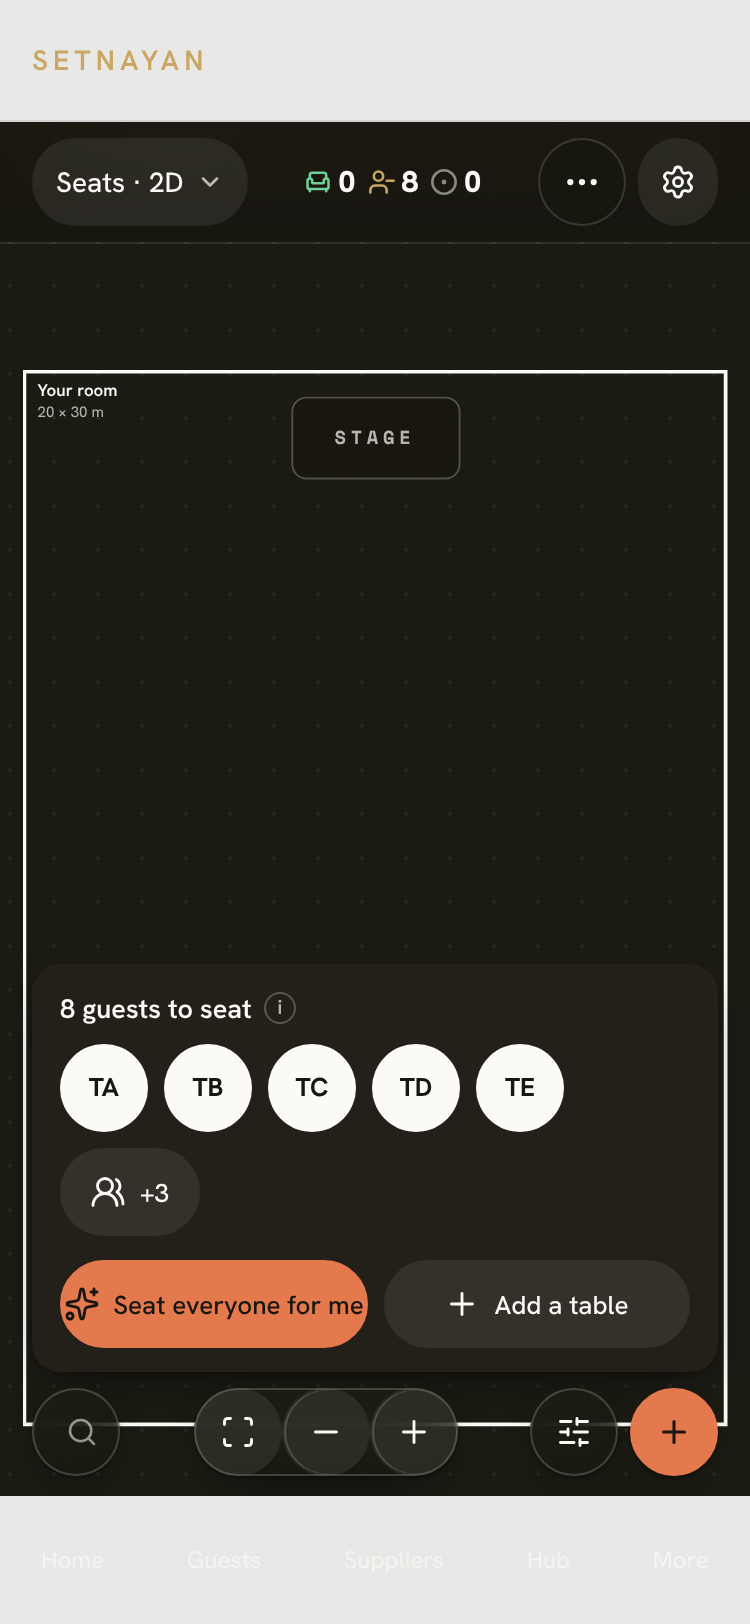 SETNAYAN
Seats · 2D
0 8 0
Your room
20 × 30 m
STAGE
8 guests to seat
TA TB TC TD TE
+3
Seat everyone for me
Add a table
Home Guests Suppliers Hub More